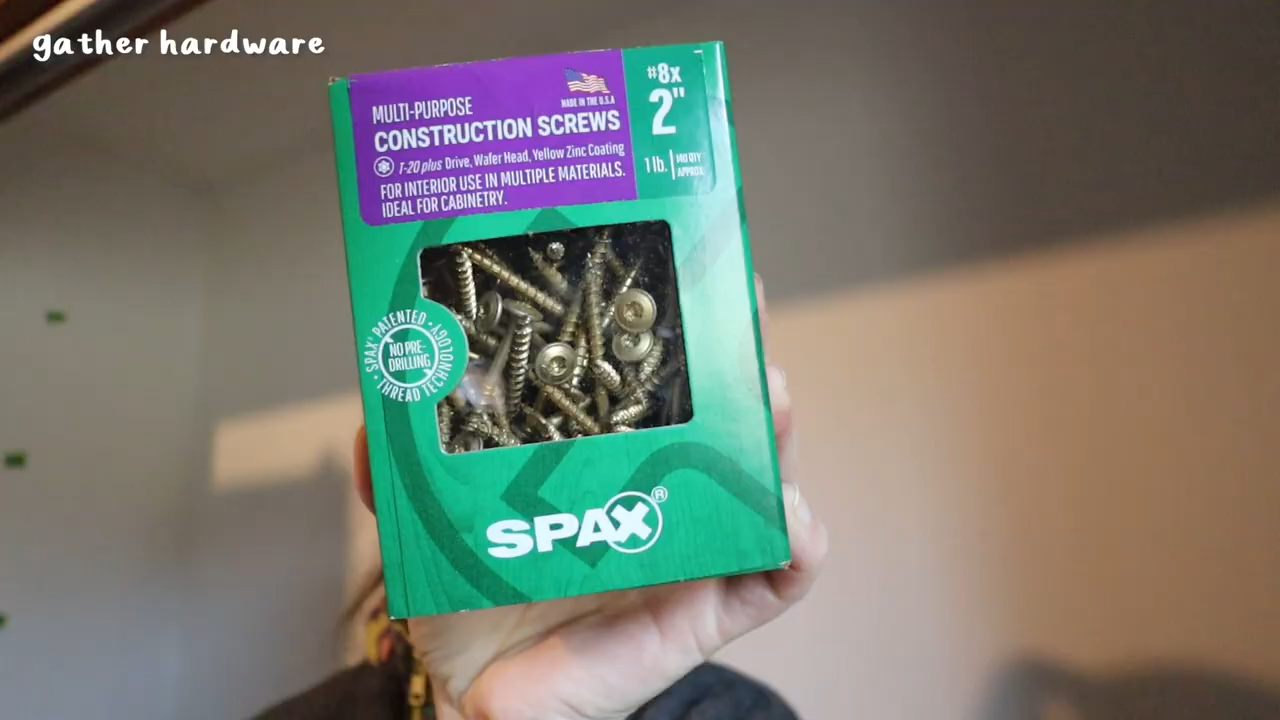 gather hardware
MULTI-PURPOSE
CONSTRUCTION SCREWS
T-20 plus Drive, Wafer Head, Yellow Zinc Coating
FOR INTERIOR USE IN MULTIPLE MATERIALS.
IDEAL FOR CABINETRY.
MADE IN THE U.S.A
#8x
2"
1 lb.
140 QTY
APPROX
SPAX® PATENTED
NO PRE-
DRILLING
THREAD TECHNOLOGY
SPAX®